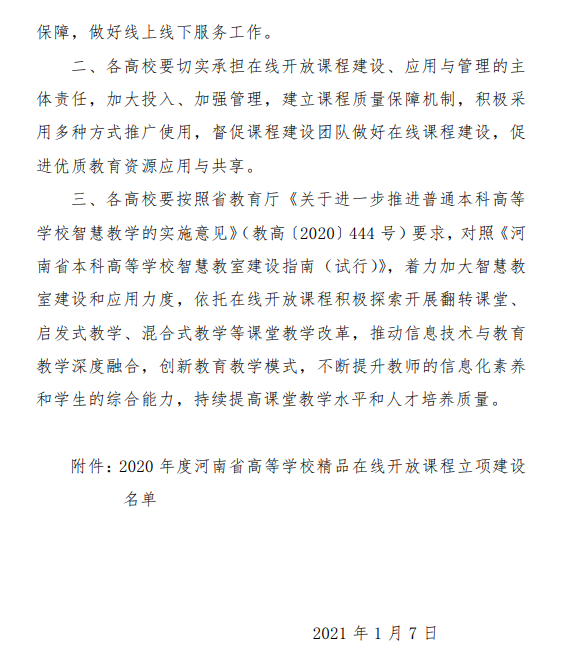 保障，做好线上线下服务工作。
二、各高校要切实承担在线开放课程建设、应用与管理的主
体责任，加大投入、加强管理，建立课程质量保障机制，积极采
用多种方式推广使用，督促课程建设团队做好在线课程建设，促
进优质教育资源应用与共享。
三、各高校要按照省教育厅《关于进一步推进普通本科高等
学校智慧教学的实施意见》（教高〔2020〕444 号）要求，对照《河
南省本科高等学校智慧教室建设指南（试行）》，着力加大智慧教
室建设和应用力度，依托在线开放课程积极探索开展翻转课堂、
启发式教学、混合式教学等课堂教学改革，推动信息技术与教育
教学深度融合，创新教育教学模式，不断提升教师的信息化素养
和学生的综合能力，持续提高课堂教学水平和人才培养质量。
附件：2020 年度河南省高等学校精品在线开放课程立项建设
名单
2021 年 1 月 7 日